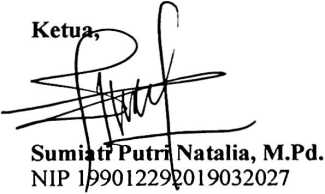 Ketua,
Sumiati Putri Natalia, M.Pd.
NIP 199012292019032027